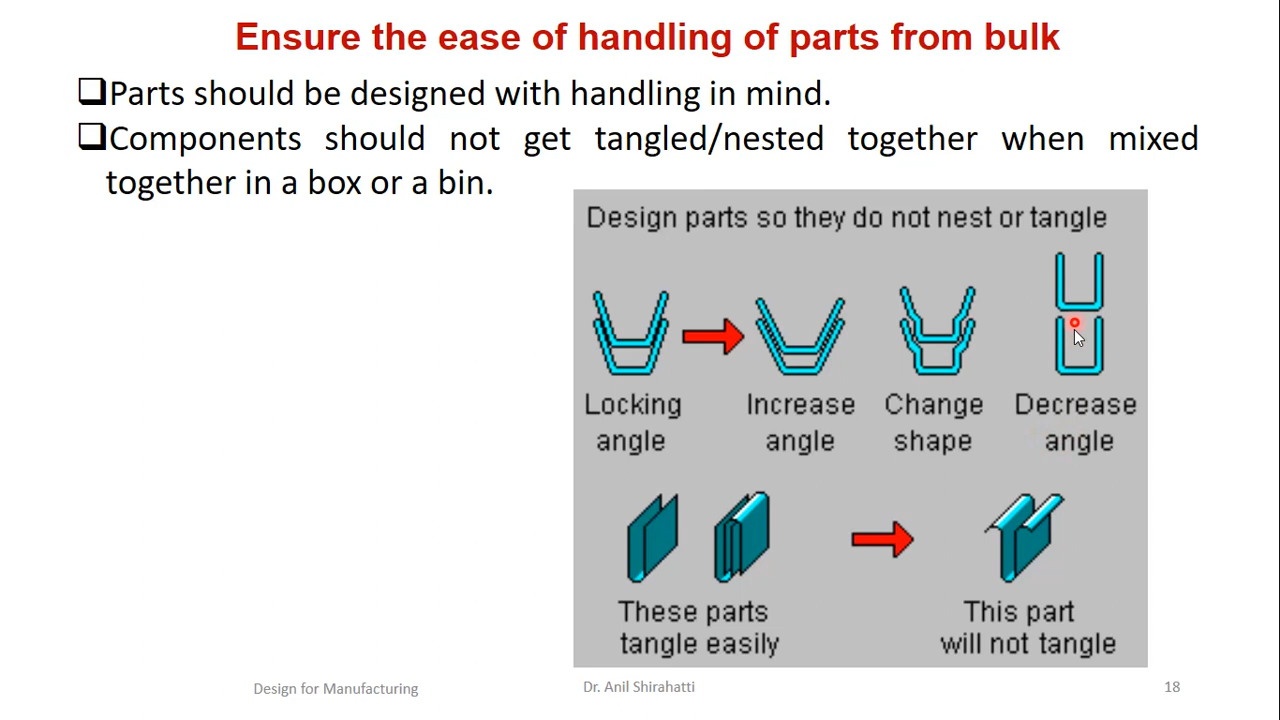 Ensure the ease of handling of parts from bulk
❑Parts should be designed with handling in mind.
❑Components should not get tangled/nested together when mixed
together in a box or a bin.
Design parts so they do not nest or tangle
Locking angle
Increase angle
Change shape
Decrease angle
These parts
tangle easily
This part
will not tangle
Design for Manufacturing
Dr. Anil Shirahatti
18